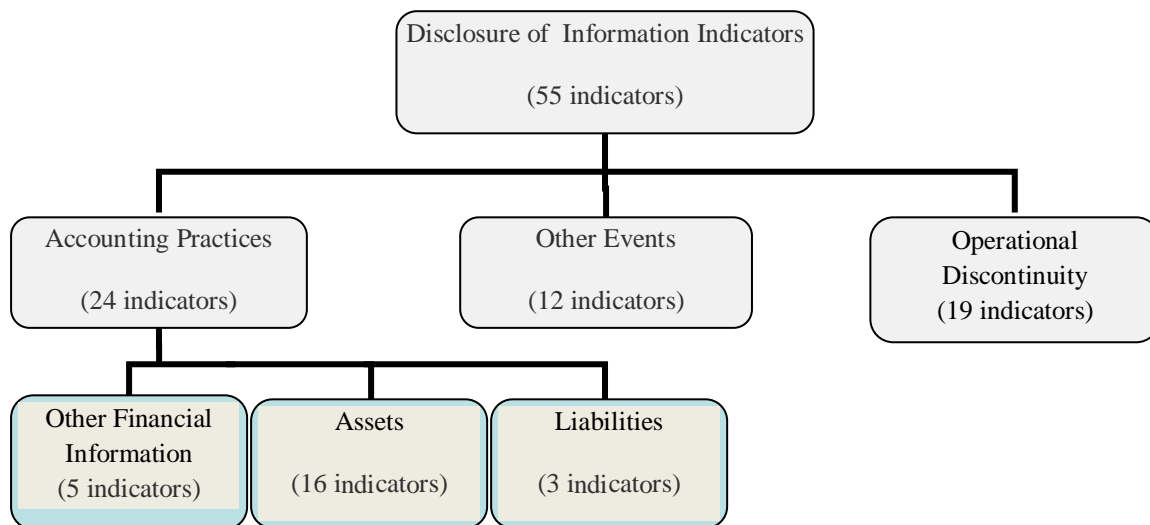 Disclosure of  Information Indicators
(55 indicators)
Accounting Practices
(24 indicators)
Other Events
(12 indicators)
Operational
Discontinuity
(19 indicators)
Other Financial
Information
(5 indicators)
Assets
(16 indicators)
Liabilities
(3 indicators)